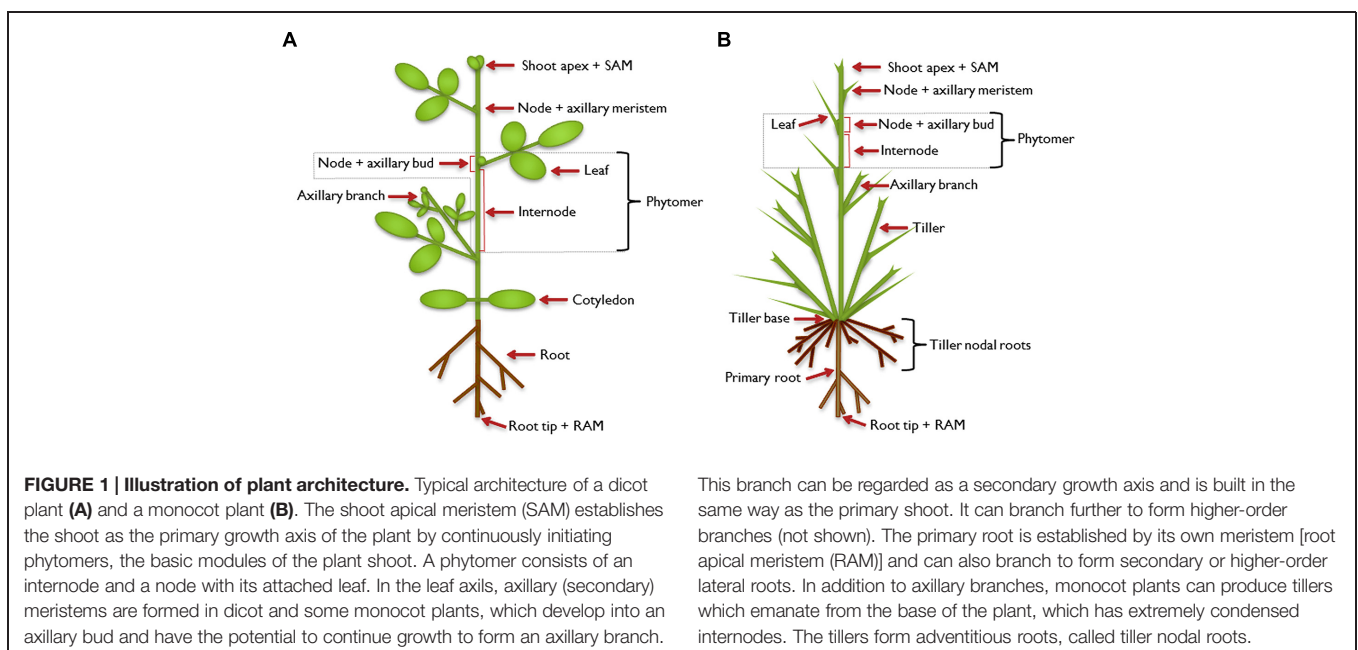 A
Shoot apex + SAM
Node + axillary meristem
Node + axillary bud
Leaf
Axillary branch
Internode
Phytomer
Cotyledon
Root
Root tip + RAM
B
Shoot apex + SAM
Node + axillary meristem
Leaf
Node + axillary bud
Phytomer
Internode
Axillary branch
Tiller
Tiller base
Tiller nodal roots
Primary root
Root tip + RAM
FIGURE 1 | Illustration of plant architecture. Typical architecture of a dicot
plant (A) and a monocot plant (B). The shoot apical meristem (SAM) establishes
the shoot as the primary growth axis of the plant by continuously initiating
phytomers, the basic modules of the plant shoot. A phytomer consists of an
internode and a node with its attached leaf. In the leaf axils, axillary (secondary)
meristems are formed in dicot and some monocot plants, which develop into an
axillary bud and have the potential to continue growth to form an axillary branch.
This branch can be regarded as a secondary growth axis and is built in the
same way as the primary shoot. It can branch further to form higher-order
branches (not shown). The primary root is established by its own meristem [root
apical meristem (RAM)] and can also branch to form secondary or higher-order
lateral roots. In addition to axillary branches, monocot plants can produce tillers
which emanate from the base of the plant, which has extremely condensed
internodes. The tillers form adventitious roots, called tiller nodal roots.